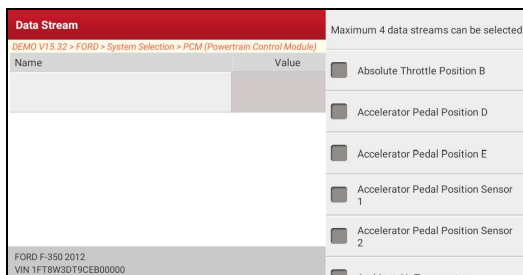 Data Stream
DEMO V15.32 > FORD > System Selection > PCM (Powertrain Control Module)
Name Value
FORD F-350 2012
VIN 1FT8W3DT9CEB00000
Maximum 4 data streams can be selected
Absolute Throttle Position B
Accelerator Pedal Position D
Accelerator Pedal Position E
Accelerator Pedal Position Sensor
1
Accelerator Pedal Position Sensor
2